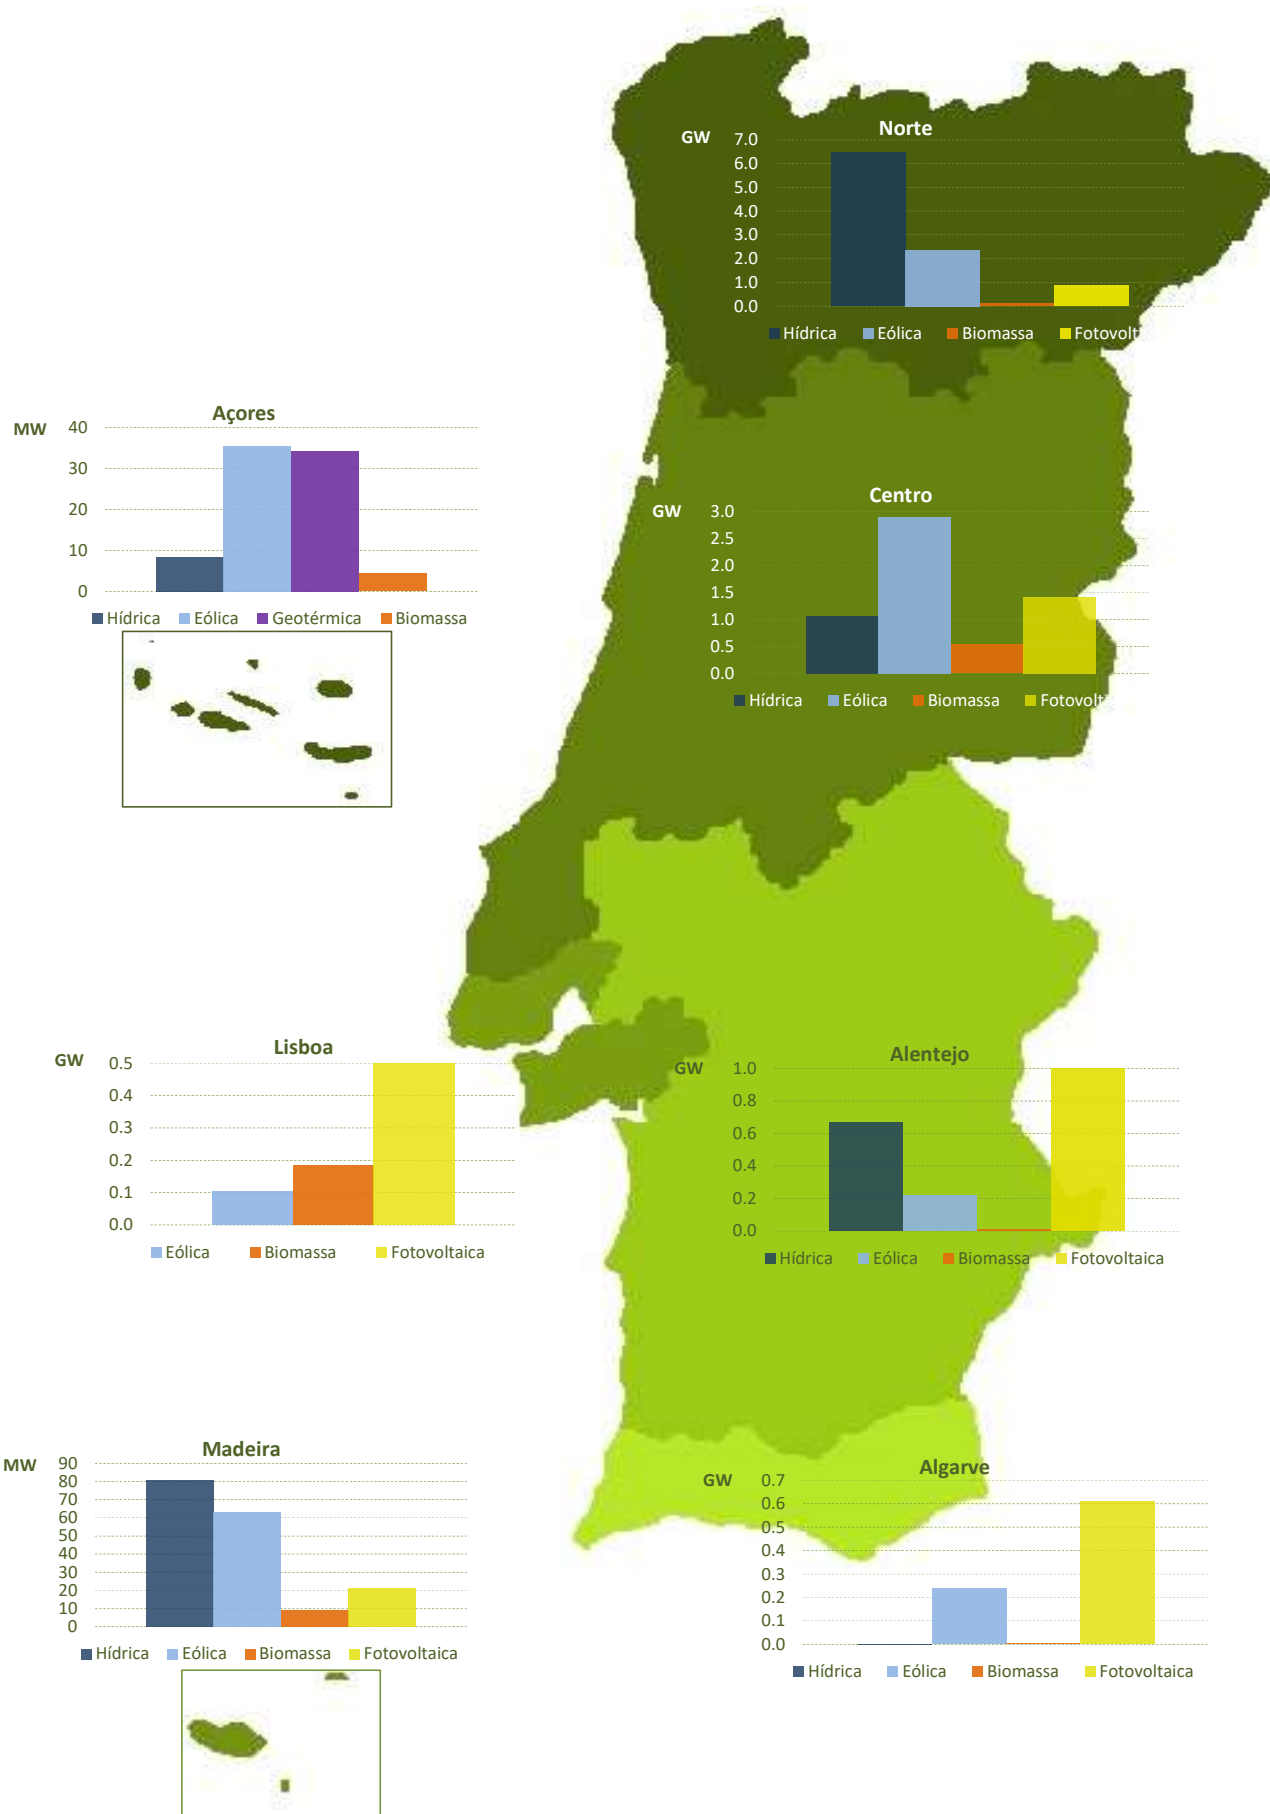 Norte
GW
7.0
6.0
5.0
4.0
3.0
2.0
1.0
0.0
Hídrica Eólica Biomassa Fotovolt
Açores
MW
40
30
20
10
0
Hídrica Eólica Geotérmica Biomassa
Centro
GW
3.0
2.5
2.0
1.5
1.0
0.5
0.0
Hídrica Eólica Biomassa Fotovolt
Lisboa
GW
0.5
0.4
0.3
0.2
0.1
0.0
Eólica Biomassa Fotovoltaica
Alentejo
GW
1.0
0.8
0.6
0.4
0.2
0.0
Hídrica Eólica Biomassa Fotovoltaica
Madeira
MW
90
80
70
60
50
40
30
20
10
0
Hídrica Eólica Biomassa Fotovoltaica
Algarve
GW
0.7
0.6
0.5
0.4
0.3
0.2
0.1
0.0
Hídrica Eólica Biomassa Fotovoltaica